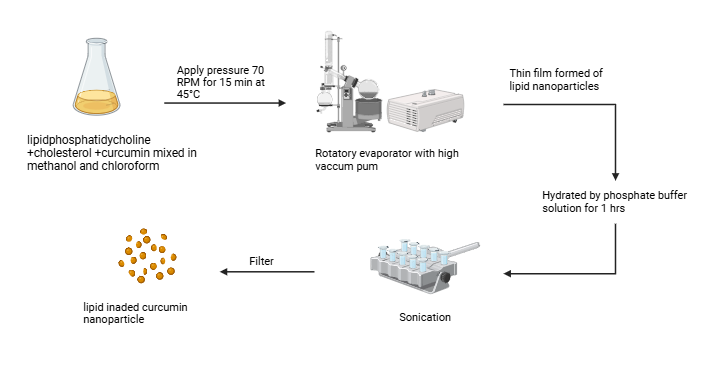 Apply pressure 70
RPM for 15 min at
45°C
Thin film formed of
lipid nanoparticles
lipidphosphatidycholine
+cholesterol +curcumin mixed in
methanol and chloroform
Rotatory evaporator with high
vaccum pum
Hydrated by phosphate buffer
solution for 1 hrs
Filter
lipid inaded curcumin
nanoparticle
Sonication